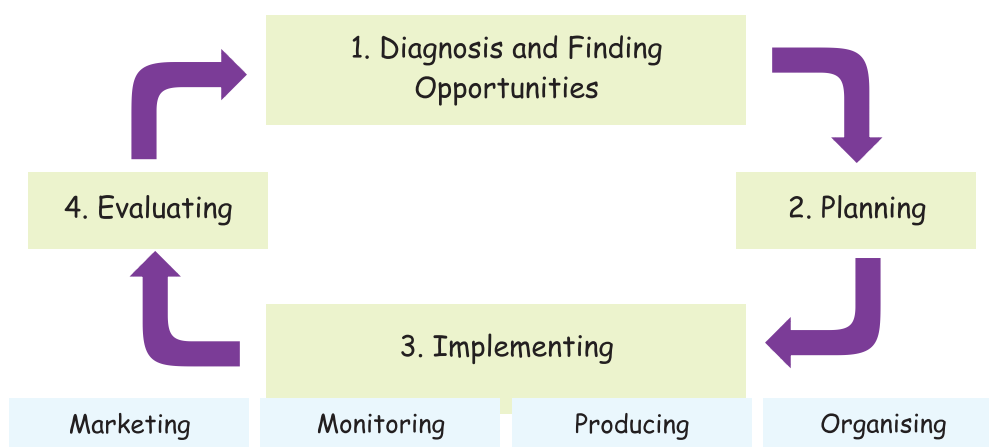 1. Diagnosis and Finding
Opportunities
4. Evaluating
2. Planning
3. Implementing
Marketing
Monitoring
Producing
Organising